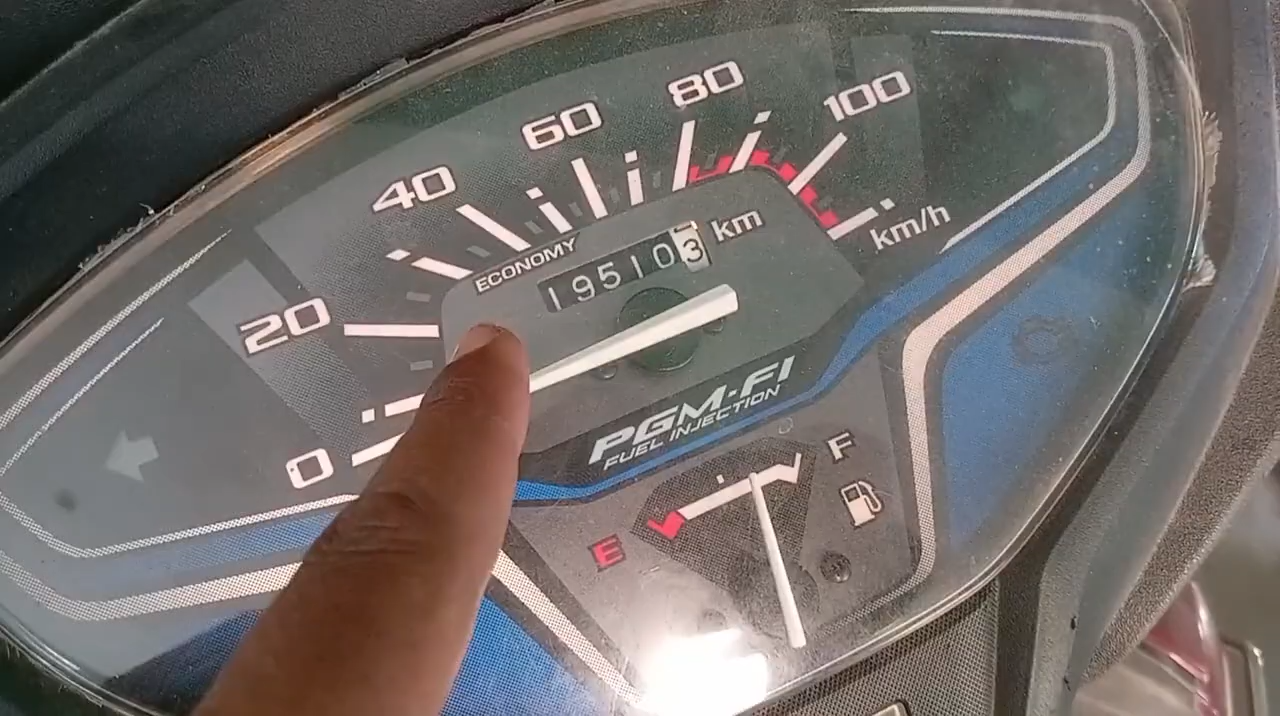 80
100
60
40
km/h
km
ECONOMY
195103
20
PGM-FI
FUEL INJECTION
0
F
E